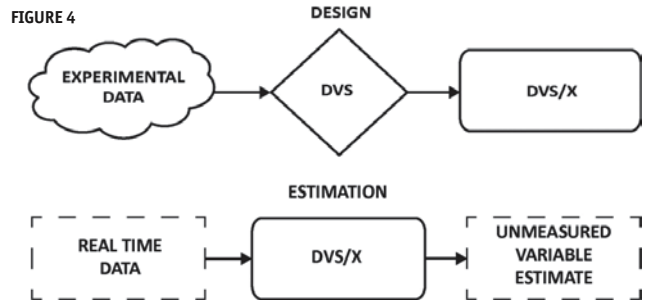 FIGURE 4
DESIGN
EXPERIMENTAL
DATA
DVS
DVS/X
ESTIMATION
REAL TIME
DATA
DVS/X
UNMEASURED
VARIABLE
ESTIMATE